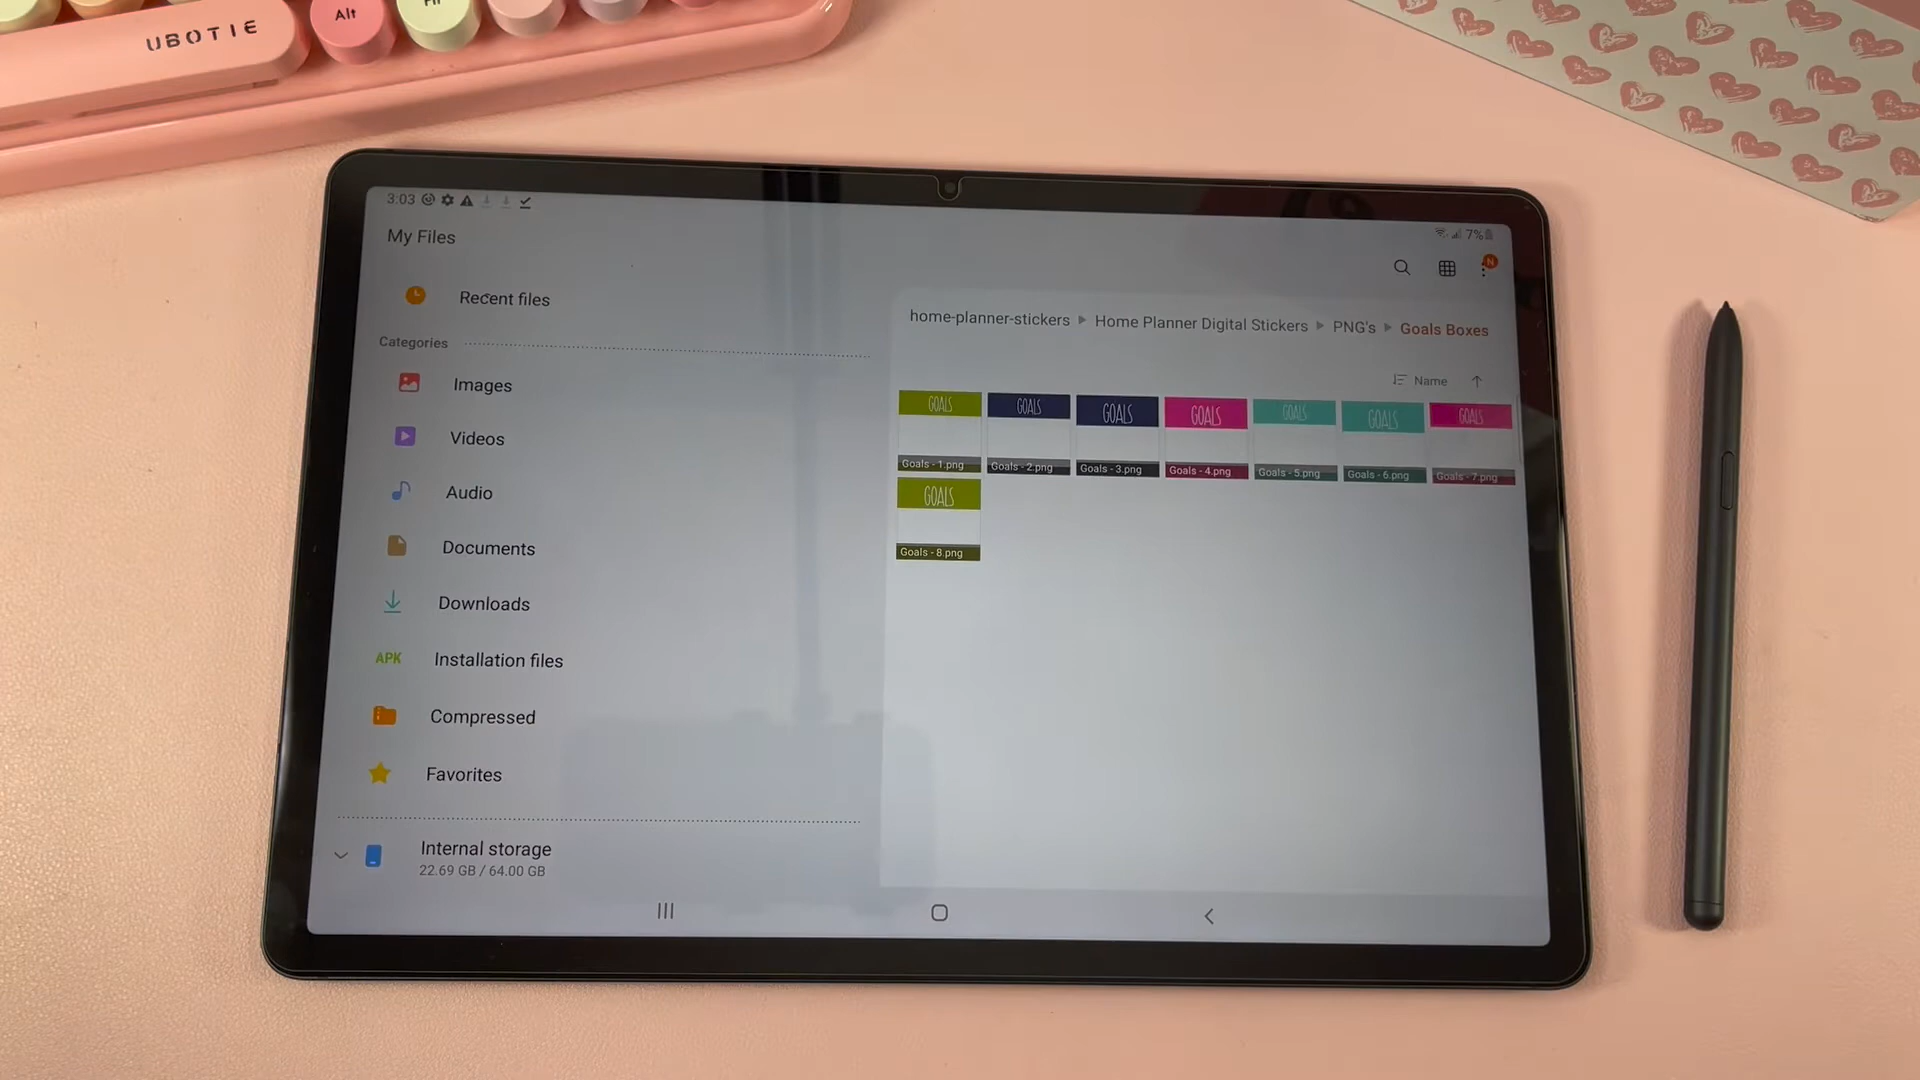 UBOTIE
Alt
Fn
3:03
7%
My Files
N
Recent files
Categories
Images
Videos
Audio
Documents
Downloads
APK
Installation files
Compressed
Favorites
Internal storage
22.69 GB / 64.00 GB
home-planner-stickers ▶ Home Planner Digital Stickers ▶ PNG's ▶ Goals Boxes
Name
GOALS GOALS GOALS GOALS GOALS GOALS GOALS
Goals - 1.png Goals - 2.png Goals - 3.png Goals - 4.png Goals - 5.png Goals - 6.png Goals - 7.png
GOALS
Goals - 8.png